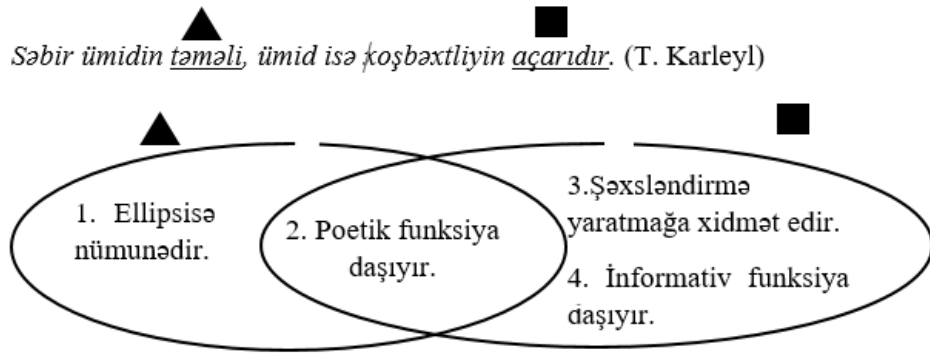 Səbir ümidin təməli, ümid isə xoşbəxtliyin açarıdır. (T. Karleyl)
1. Ellipsisə
nümunədir.
2. Poetik funksiya
daşıyır.
3.Şəxsləndirmə
yaratmağa xidmət edir.
4. İnformativ funksiya
daşıyır.